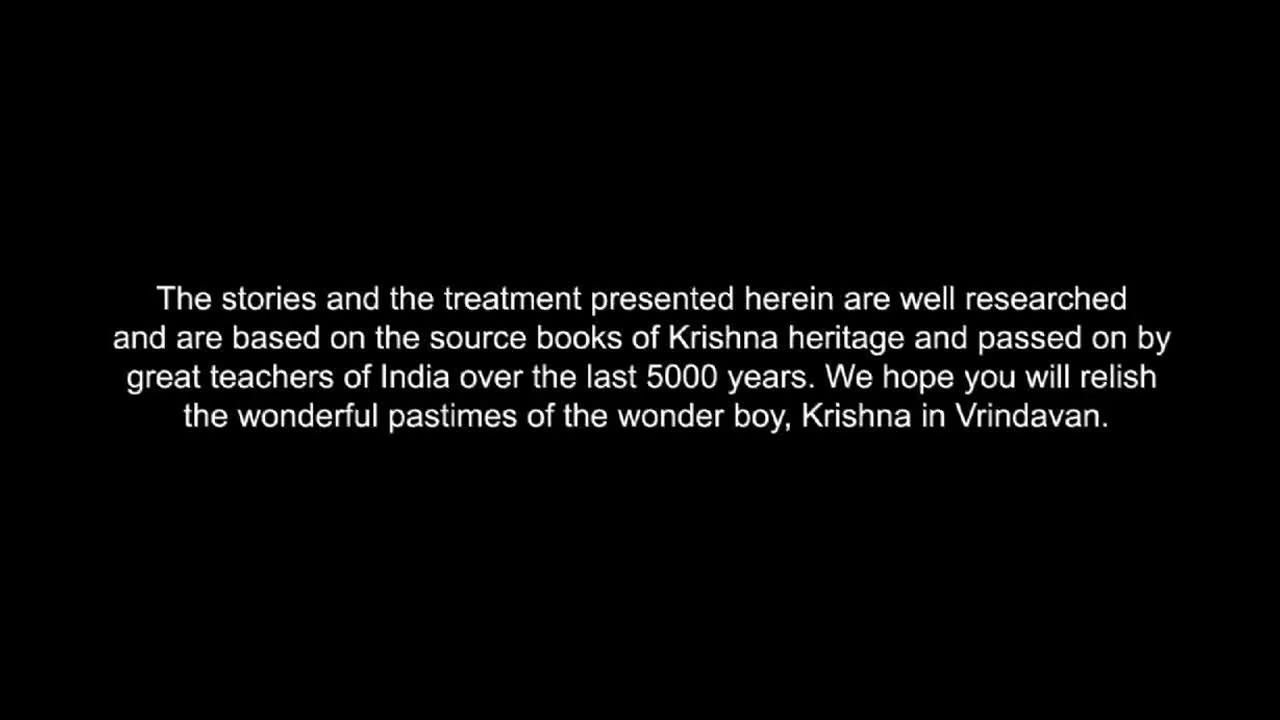 The stories and the treatment presented herein are well researched
and are based on the source books of Krishna heritage and passed on by
great teachers of India over the last 5000 years. We hope you will relish
the wonderful pastimes of the wonder boy, Krishna in Vrindavan.